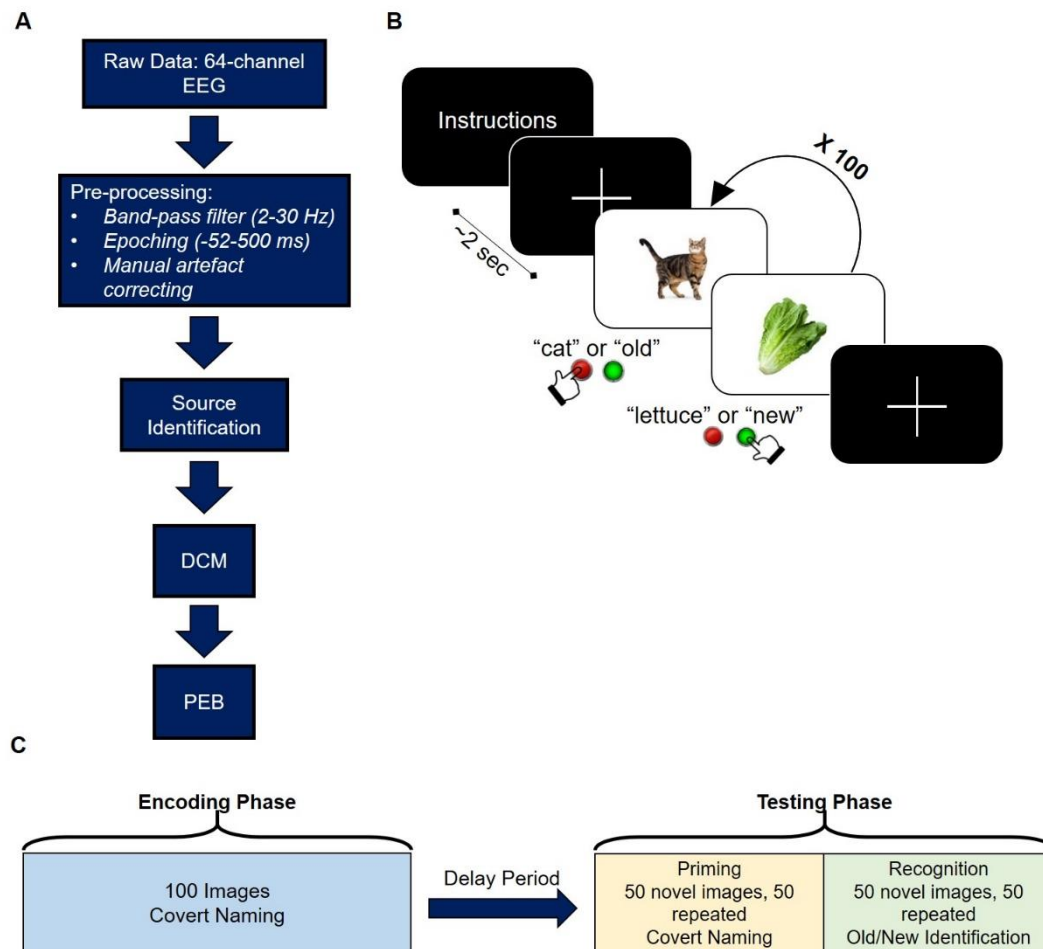 A
Raw Data: 64-channel
EEG
Pre-processing:
• Band-pass filter (2-30 Hz)
• Epoching (-52-500 ms)
• Manual artefact
correcting
Source
Identification
DCM
PEB
B
Instructions
X 100
~2 sec
“cat” or “old”
“lettuce” or “new”
C
Encoding Phase
100 Images
Covert Naming
Delay Period
Testing Phase
Priming
50 novel images, 50
repeated
Covert Naming
Recognition
50 novel images, 50
repeated
Old/New Identification